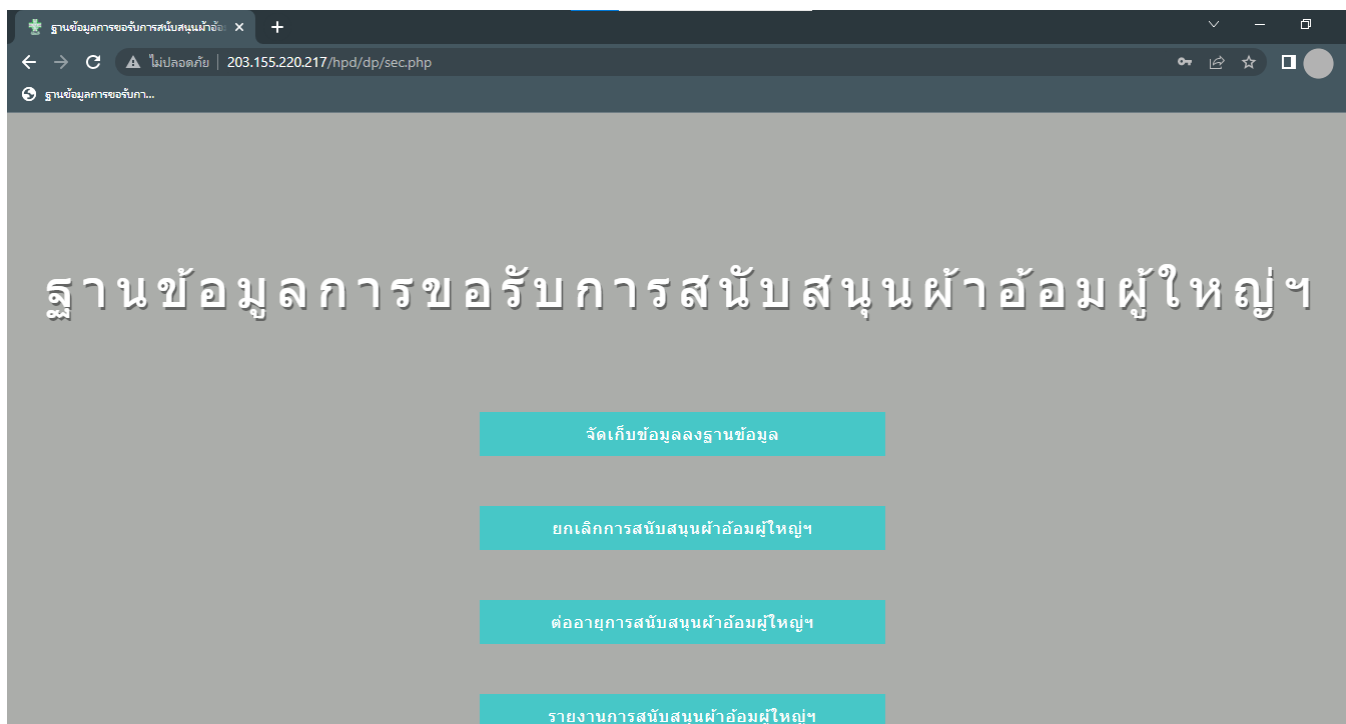 ฐานข้อมูลการขอรับการสนับสนุนผ้าอ้อ
ไม่ปลอดภัย | 203.155.220.217/hpd/dp/sec.php
ฐานข้อมูลการขอรับกา...
ฐานข้อมูลการขอรับการสนับสนุนผ้าอ้อมผู้ใหญ่ฯ
จัดเก็บข้อมูลลงฐานข้อมูล
ยกเลิกการสนับสนุนผ้าอ้อมผู้ใหญ่ฯ
ต่ออายุการสนับสนุนผ้าอ้อมผู้ใหญ่ฯ
รายงานการสนับสนุนผ้าอ้อมผู้ใหญ่ฯ